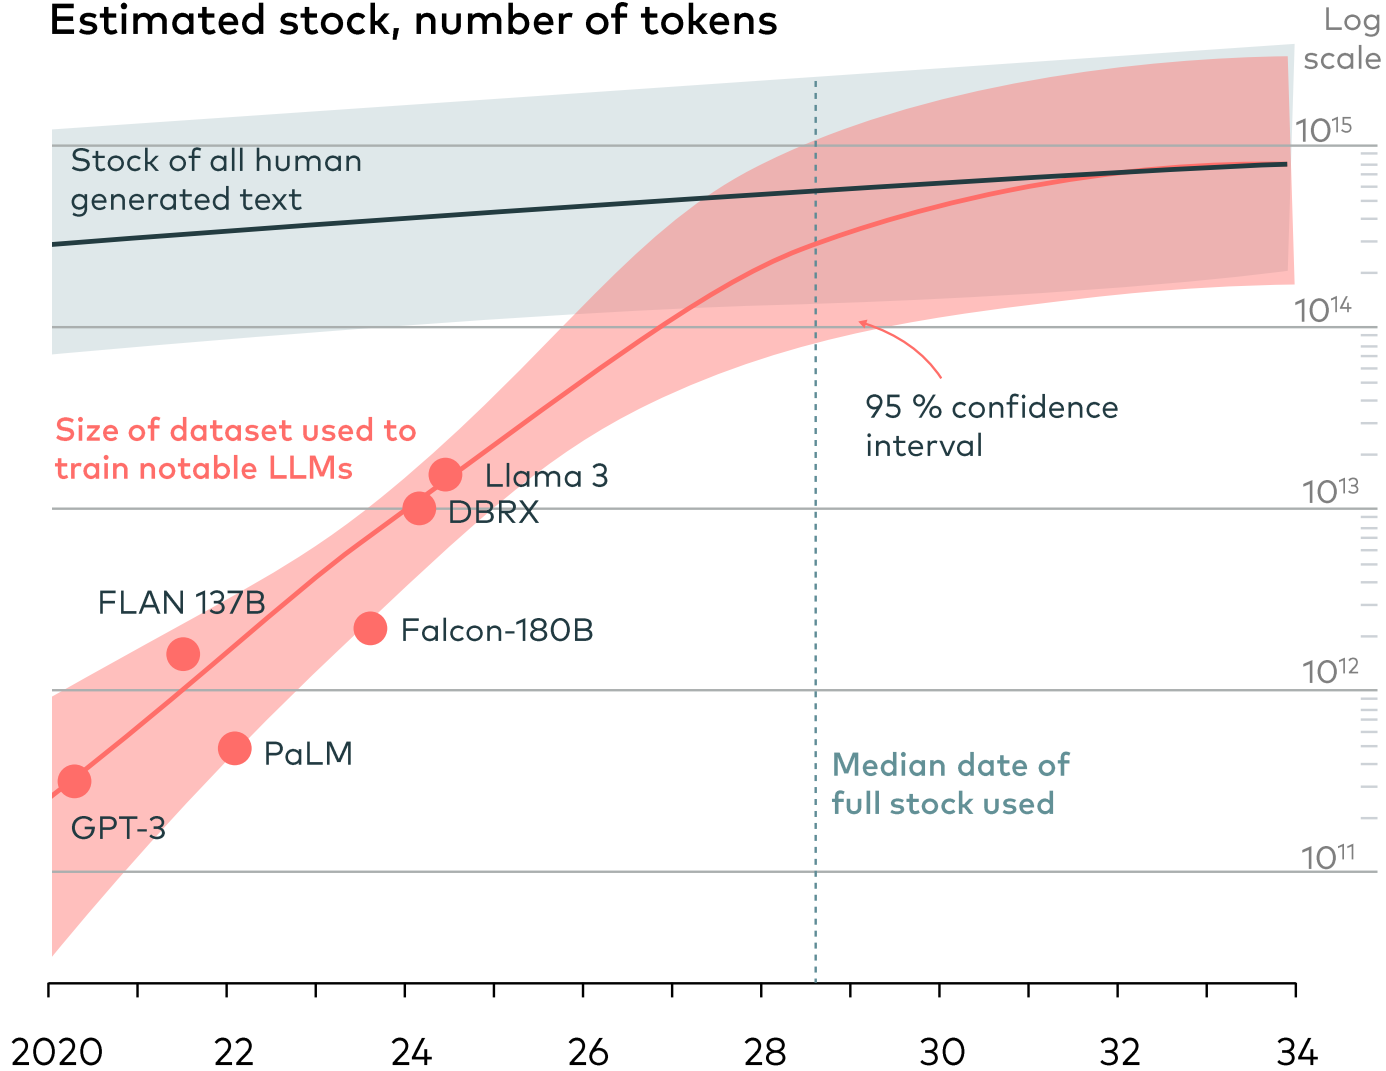 Estimated stock, number of tokens
Log
scale
10¹⁵
Stock of all human
generated text
10¹⁴
95 % confidence
interval
Size of dataset used to
train notable LLMs
Llama 3
DBRX
10¹³
FLAN 137B
Falcon-180B
10¹²
PaLM
Median date of
full stock used
GPT-3
10¹¹
2020 22 24 26 28 30 32 34